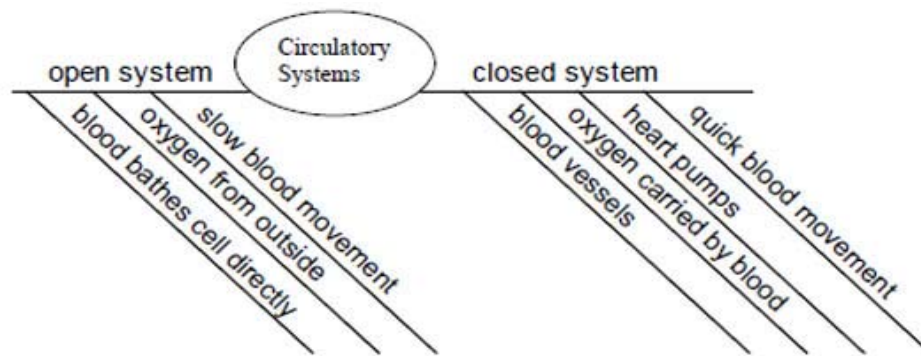 Circulatory
Systems
open system
blood bathes cell directly
oxygen from outside
slow blood movement
closed system
blood vessels
oxygen carried by blood
heart pumps
quick blood movement